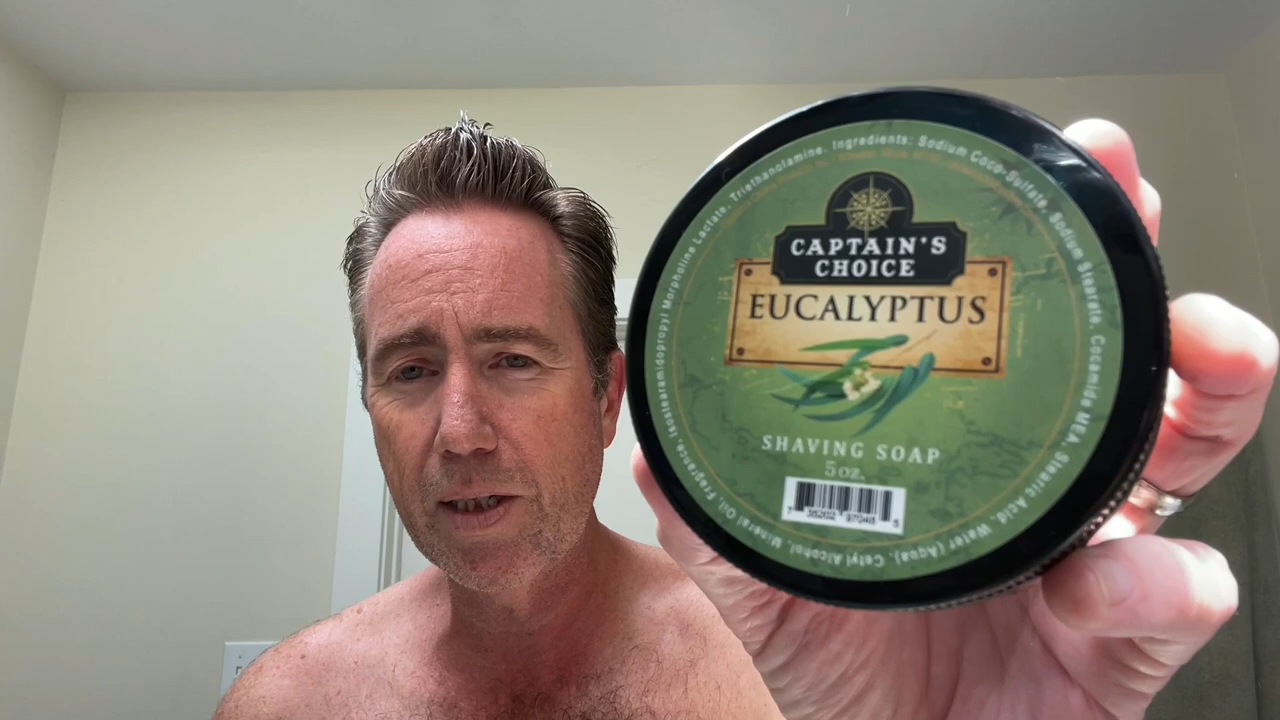 CAPTAIN'S
CHOICE
EUCALYPTUS
SHAVING SOAP
5 oz.
Ingredients: Sodium Coco-Sulfate, Sodium Stearate, Cocamide MEA, Stearic Acid, Water (Aqua), Cetyl Alcohol, Mineral Oil, Fragrance, Isostearamidopropyl Morpholine Lactate, Triethanolamine.